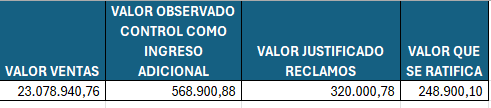 VALOR VENTAS
VALOR OBSERVADO
CONTROL COMO
INGRESO
ADICIONAL
VALOR JUSTIFICADO
RECLAMOS
VALOR QUE
SE RATIFICA
23.078.940,76
568.900,88
320.000,78
248.900,10